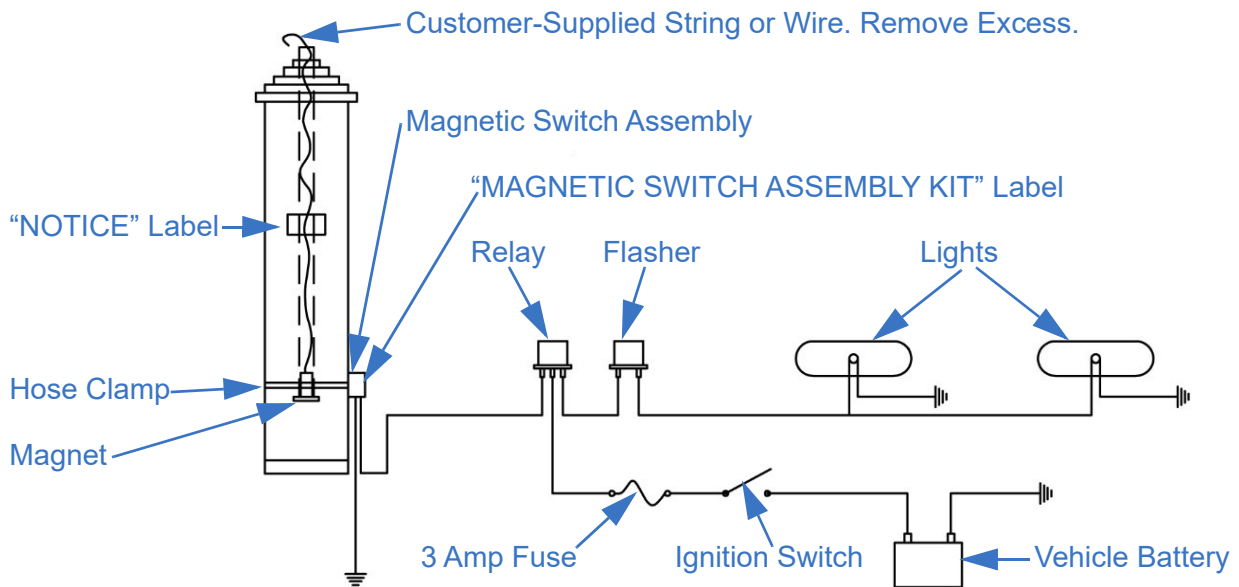 Customer-Supplied String or Wire. Remove Excess.
Magnetic Switch Assembly
“MAGNETIC SWITCH ASSEMBLY KIT” Label
“NOTICE” Label
Relay
Flasher
Lights
Hose Clamp
Magnet
3 Amp Fuse
Ignition Switch
Vehicle Battery